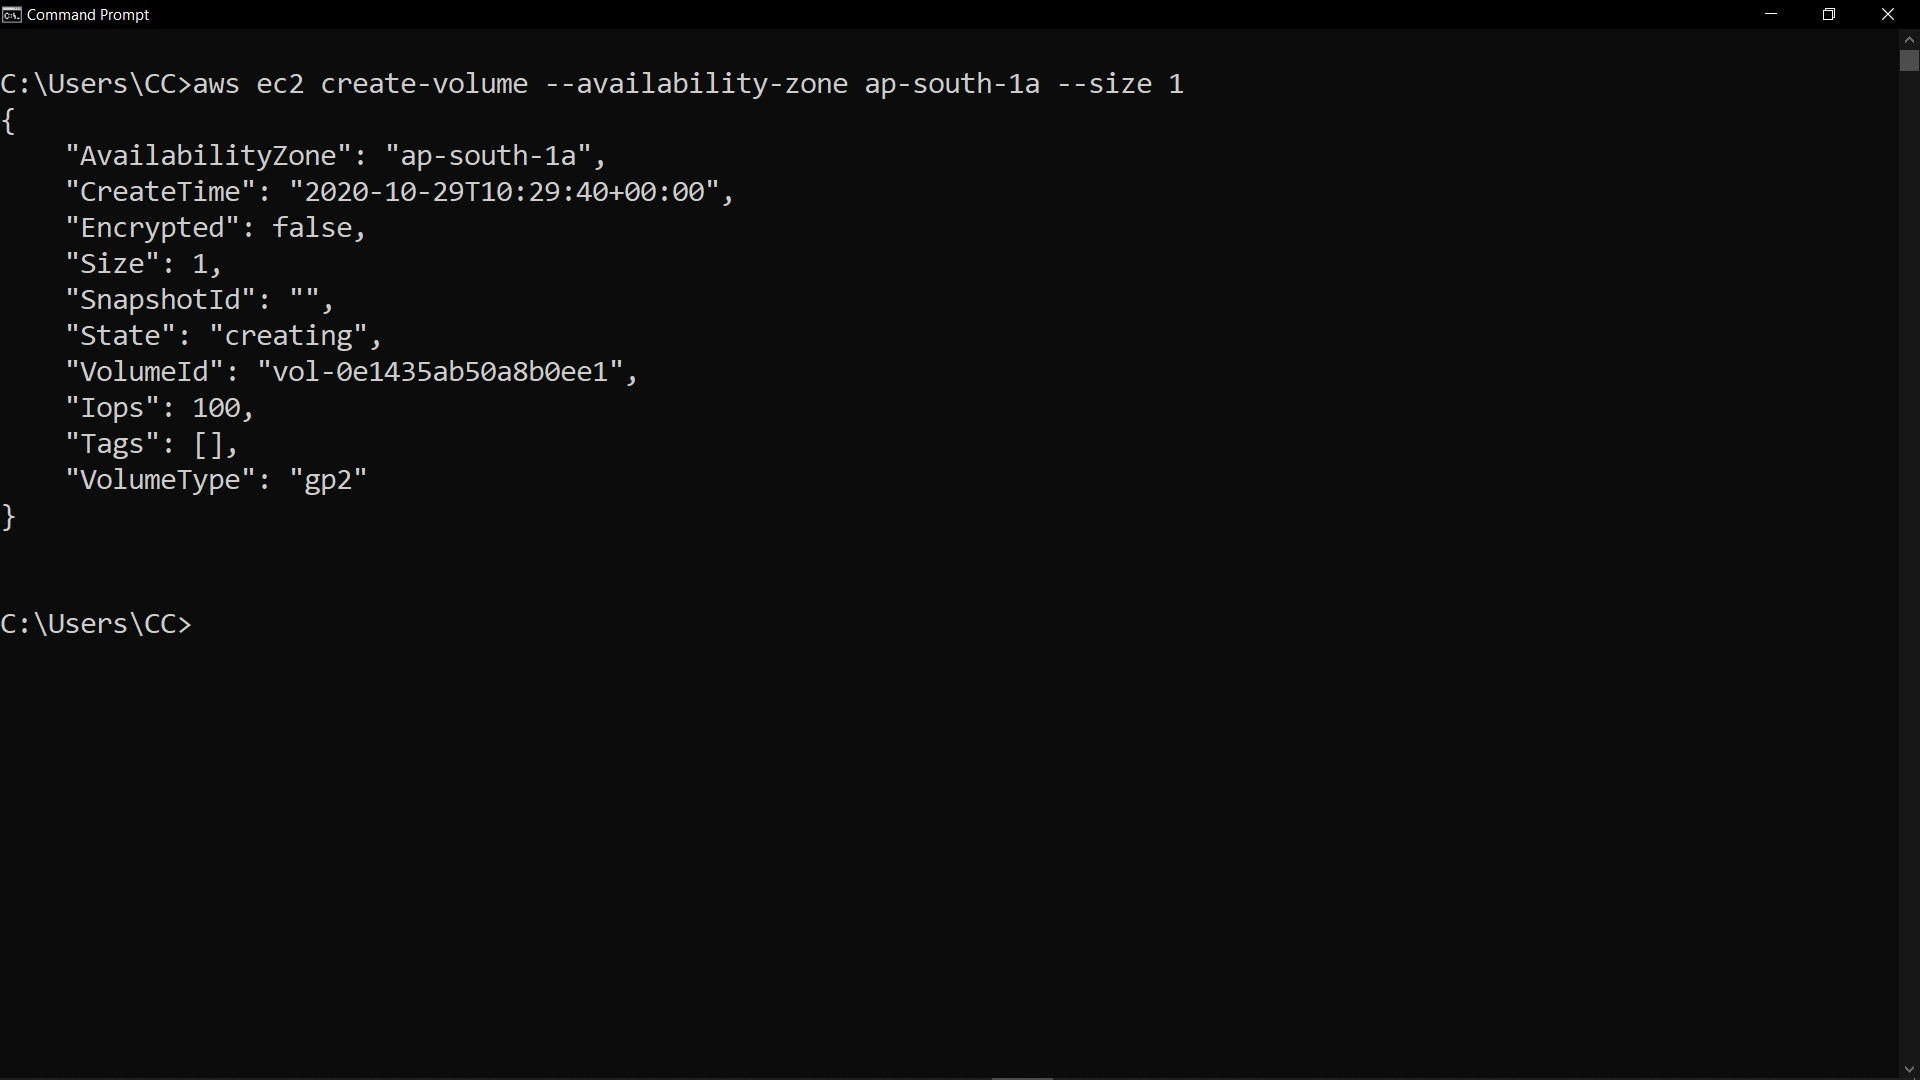 Command Prompt
C:\Users\CC>aws ec2 create-volume --availability-zone ap-south-1a --size 1
{
    "AvailabilityZone": "ap-south-1a",
    "CreateTime": "2020-10-29T10:29:40+00:00",
    "Encrypted": false,
    "Size": 1,
    "SnapshotId": "",
    "State": "creating",
    "VolumeId": "vol-0e1435ab50a8b0ee1",
    "Iops": 100,
    "Tags": [],
    "VolumeType": "gp2"
}
C:\Users\CC>